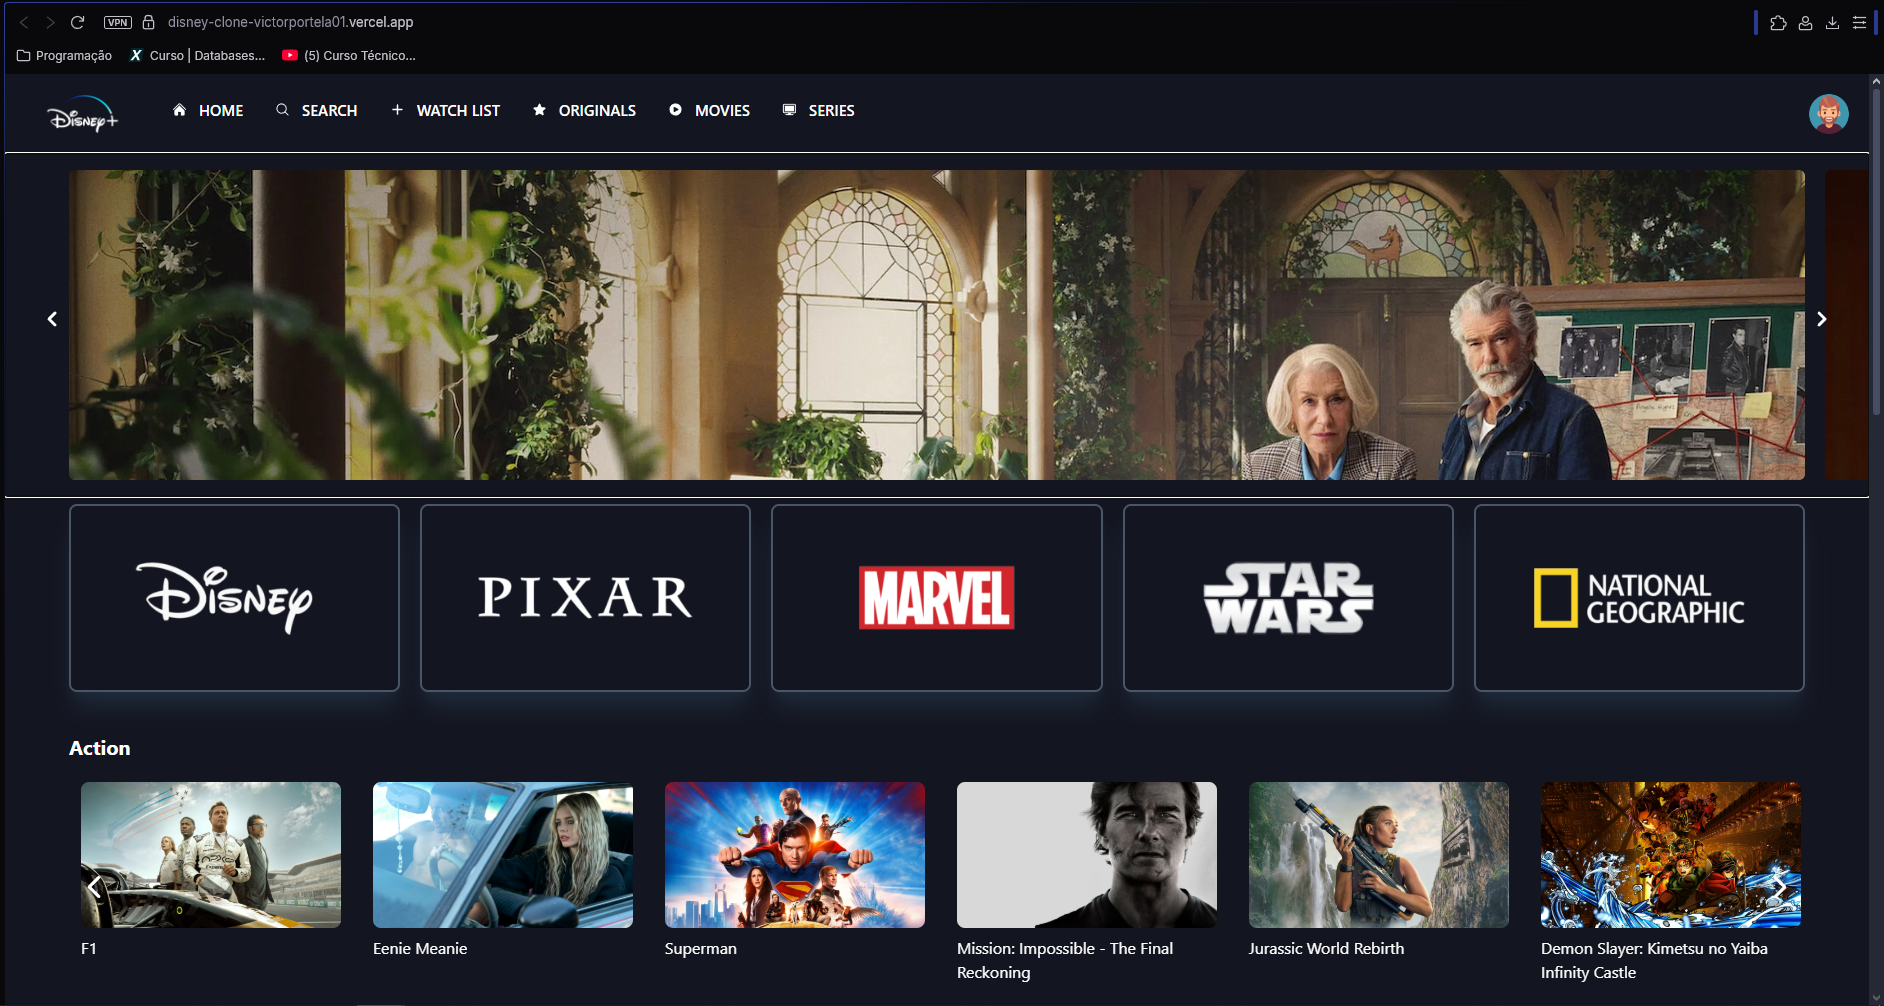 VPN
disney-clone-victorportela01.vercel.app
Programação
X Curso | Databases...
(5) Curso Técnico...
Disney+
HOME
SEARCH
WATCH LIST
ORIGINALS
MOVIES
SERIES
Disney
PIXAR
MARVEL
STAR
WARS
NATIONAL
GEOGRAPHIC
Action
F1
Eenie Meanie
Superman
Mission: Impossible - The Final
Reckoning
Jurassic World Rebirth
Demon Slayer: Kimetsu no Yaiba
Infinity Castle